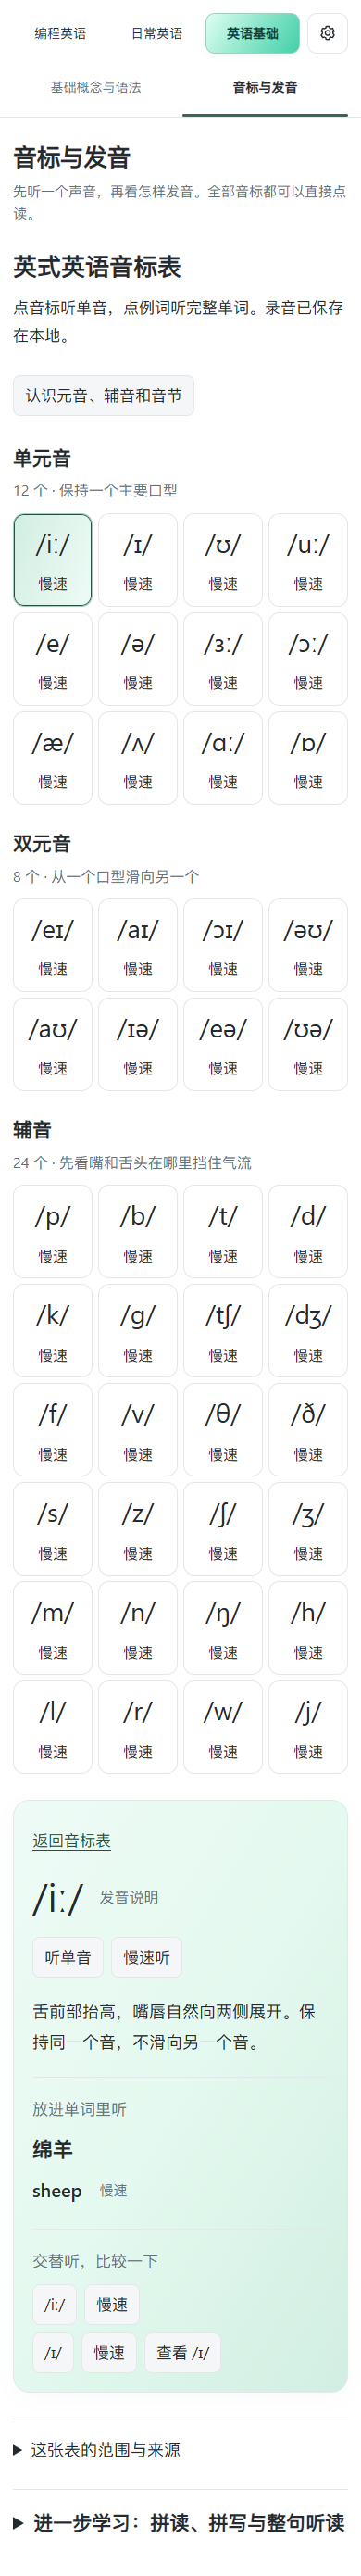 编程英语 日常英语 英语基础
基础概念与语法 音标与发音
音标与发音
先听一个声音，再看怎样发音。全部音标都可以直接点
读。
英式英语音标表
点音标听单音，点例词听完整单词。录音已保存
在本地。
认识元音、辅音和音节
单元音
12 个 · 保持一个主要口型
/iː/ /ɪ/ /ʊ/ /uː/
慢速 慢速 慢速 慢速
/e/ /ə/ /ɜː/ /ɔː/
慢速 慢速 慢速 慢速
/æ/ /ʌ/ /ɑː/ /ɒ/
慢速 慢速 慢速 慢速
双元音
8 个 · 从一个口型滑向另一个
/eɪ/ /aɪ/ /ɔɪ/ /əʊ/
慢速 慢速 慢速 慢速
/aʊ/ /ɪə/ /eə/ /ʊə/
慢速 慢速 慢速 慢速
辅音
24 个 · 先看嘴和舌头在哪里挡住气流
/p/ /b/ /t/ /d/
慢速 慢速 慢速 慢速
/k/ /g/ /tʃ/ /dʒ/
慢速 慢速 慢速 慢速
/f/ /v/ /θ/ /ð/
慢速 慢速 慢速 慢速
/s/ /z/ /ʃ/ /ʒ/
慢速 慢速 慢速 慢速
/m/ /n/ /ŋ/ /h/
慢速 慢速 慢速 慢速
/l/ /r/ /w/ /j/
慢速 慢速 慢速 慢速
返回音标表
/iː/ 发音说明
听单音 慢速听
舌前部抬高，嘴唇自然向两侧展开。保
持同一个音，不滑向另一个音。
放进单词里听
绵羊
sheep 慢速
交替听，比较一下
/iː/ 慢速
/ɪ/ 慢速 查看 /ɪ/
这张表的范围与来源
进一步学习：拼读、拼写与整句听读